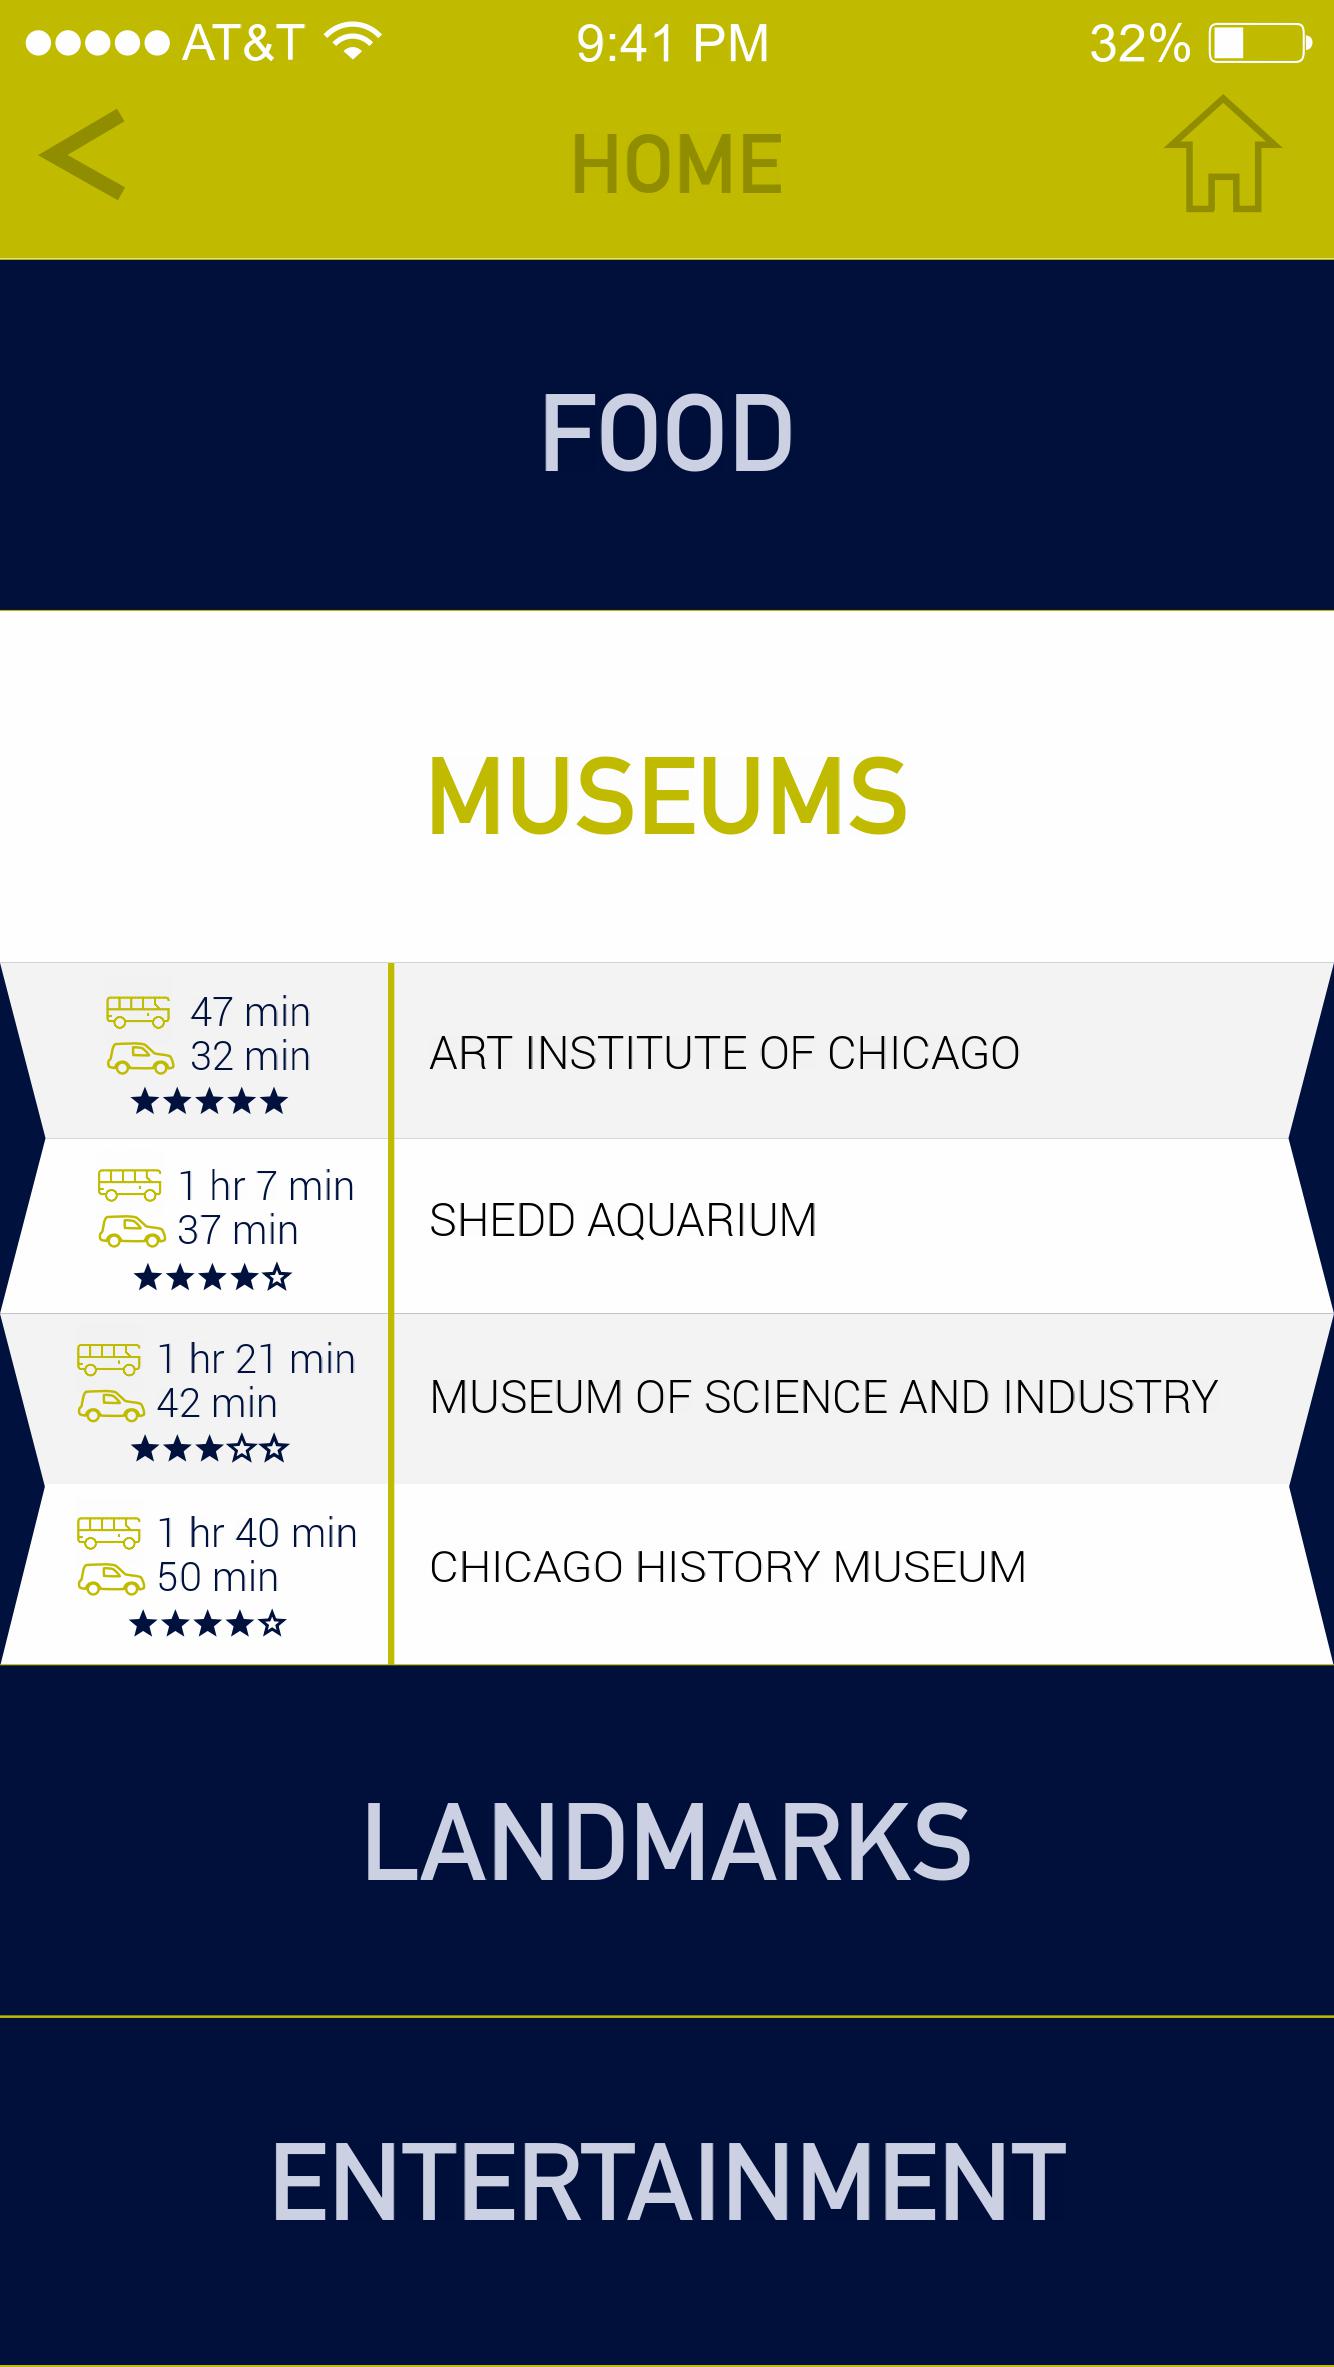 AT&T 9:41 PM 32%
HOME
FOOD
MUSEUMS
47 min
32 min
ART INSTITUTE OF CHICAGO
1 hr 7 min
37 min
SHEDD AQUARIUM
1 hr 21 min
42 min
MUSEUM OF SCIENCE AND INDUSTRY
1 hr 40 min
50 min
CHICAGO HISTORY MUSEUM
LANDMARKS
ENTERTAINMENT